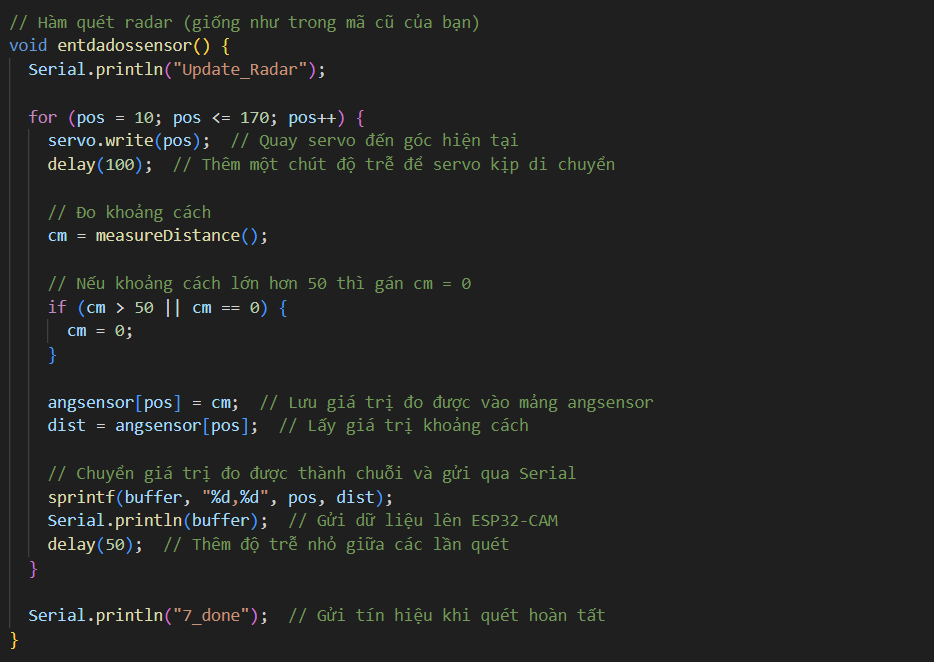 // Hàm quét radar (giống như trong mã cũ của bạn)
void entdadossensor() {
  Serial.println("Update_Radar");

  for (pos = 10; pos <= 170; pos++) {
    servo.write(pos);  // Quay servo đến góc hiện tại
    delay(100);  // Thêm một chút độ trễ để servo kịp di chuyển

    // Đo khoảng cách
    cm = measureDistance();

    // Nếu khoảng cách lớn hơn 50 thì gán cm = 0
    if (cm > 50 || cm == 0) {
      cm = 0;
    }

    angsensor[pos] = cm;  // Lưu giá trị đo được vào mảng angsensor
    dist = angsensor[pos];  // Lấy giá trị khoảng cách

    // Chuyển giá trị đo được thành chuỗi và gửi qua Serial
    sprintf(buffer, "%d,%d", pos, dist);
    Serial.println(buffer);  // Gửi dữ liệu lên ESP32-CAM
    delay(50);  // Thêm độ trễ nhỏ giữa các lần quét
  }

  Serial.println("7_done");  // Gửi tín hiệu khi quét hoàn tất
}